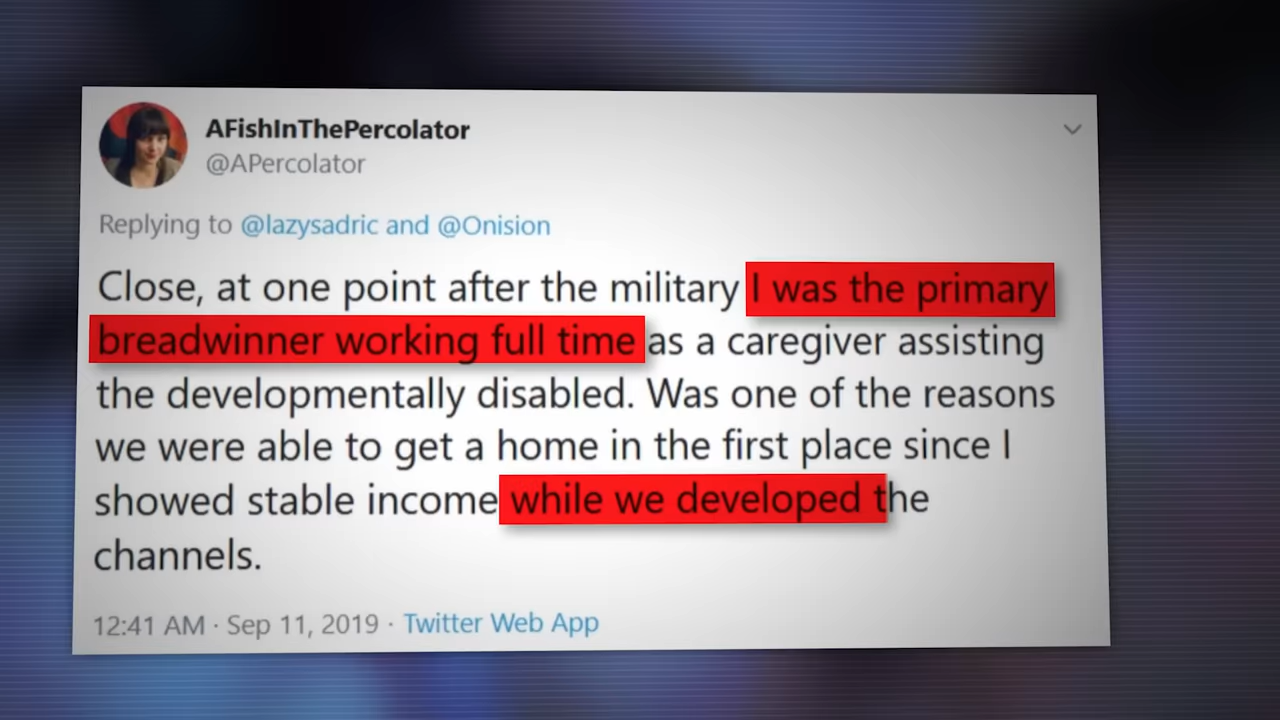 AFishInThePercolator
@APercolator
Replying to @lazysadric and @Onision
Close, at one point after the military I was the primary
breadwinner working full time as a caregiver assisting
the developmentally disabled. Was one of the reasons
we were able to get a home in the first place since I
showed stable income while we developed the
channels.
12:41 AM · Sep 11, 2019 · Twitter Web App